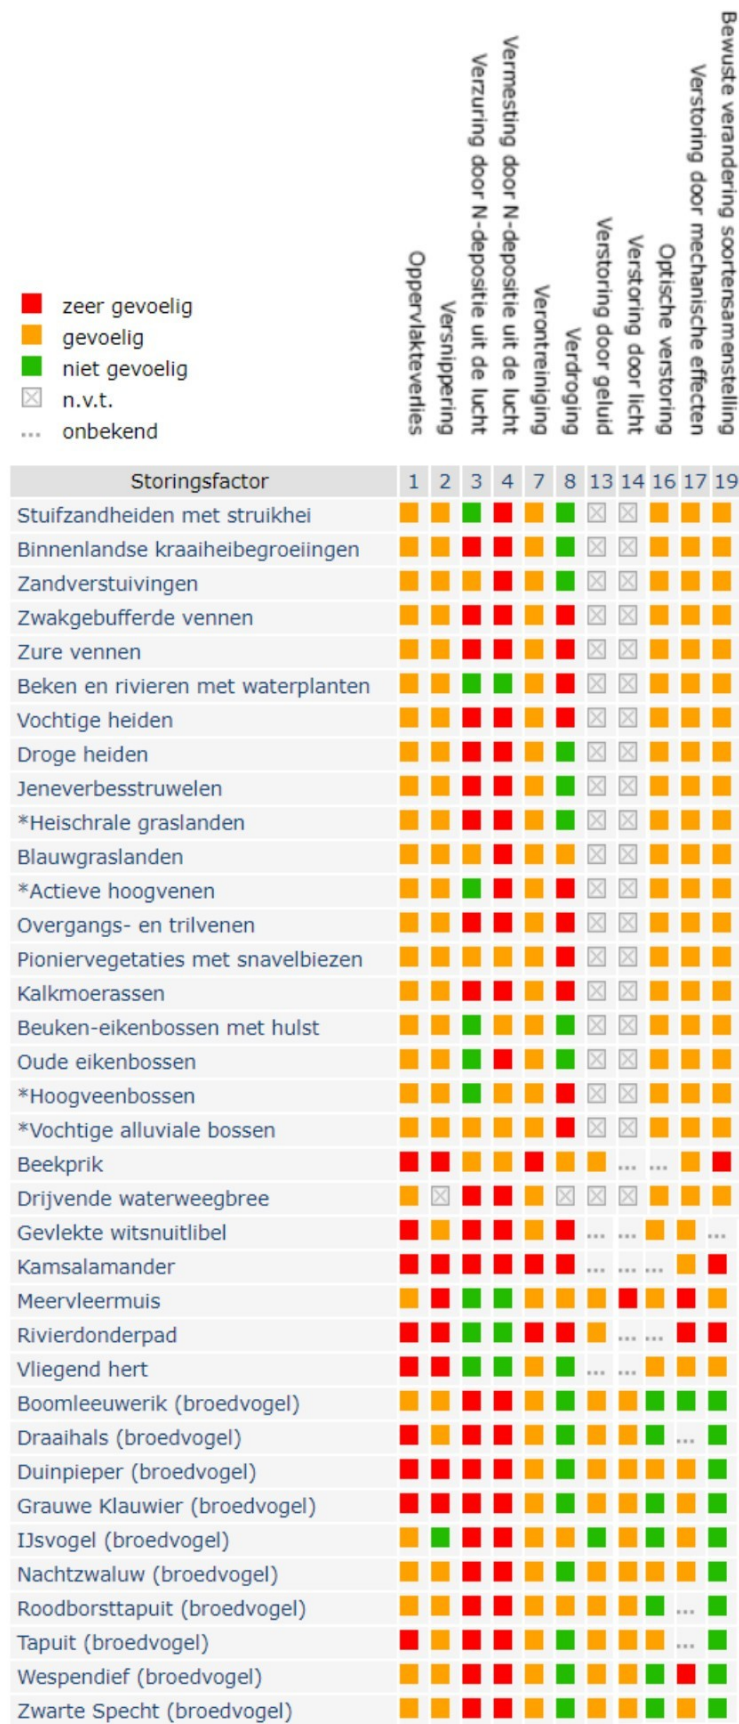 Oppervlakteverlies
Versnippering
Verzuring door N-depositie uit de lucht
Vermesting door N-depositie uit de lucht
Verontreiniging
Verdroging
Verstoring door geluid
Verstoring door licht
Optische verstoring
Verstoring door mechanische effecten
Bewuste verandering soortensamenstelling
zeer gevoelig
gevoelig
niet gevoelig
n.v.t.
... onbekend
Storingsfactor 1 2 3 4 7 8 13 14 16 17 19
Stuifzandheiden met struikhei
Binnenlandse kraaiheibegroeiingen
Zandverstuivingen
Zwakgebufferde vennen
Zure vennen
Beken en rivieren met waterplanten
Vochtige heiden
Droge heiden
Jeneverbesstruwelen
*Heischrale graslanden
Blauwgraslanden
*Actieve hoogvenen
Overgangs- en trilvenen
Pioniervegetaties met snavelbiezen
Kalkmoerassen
Beuken-eikenbossen met hulst
Oude eikenbossen
*Hoogveenbossen
*Vochtige alluviale bossen
Beekprik ... ...
Drijvende waterweegbree
Gevlekte witsnuitlibel ... ... ...
Kamsalamander ... ... ...
Meervleermuis
Rivierdonderpad ... ...
Vliegend hert ... ...
Boomleeuwerik (broedvogel)
Draaihals (broedvogel) ...
Duinpieper (broedvogel)
Grauwe Klauwier (broedvogel)
IJsvogel (broedvogel)
Nachtzwaluw (broedvogel)
Roodborsttapuit (broedvogel) ...
Tapuit (broedvogel) ...
Wespendief (broedvogel)
Zwarte Specht (broedvogel)